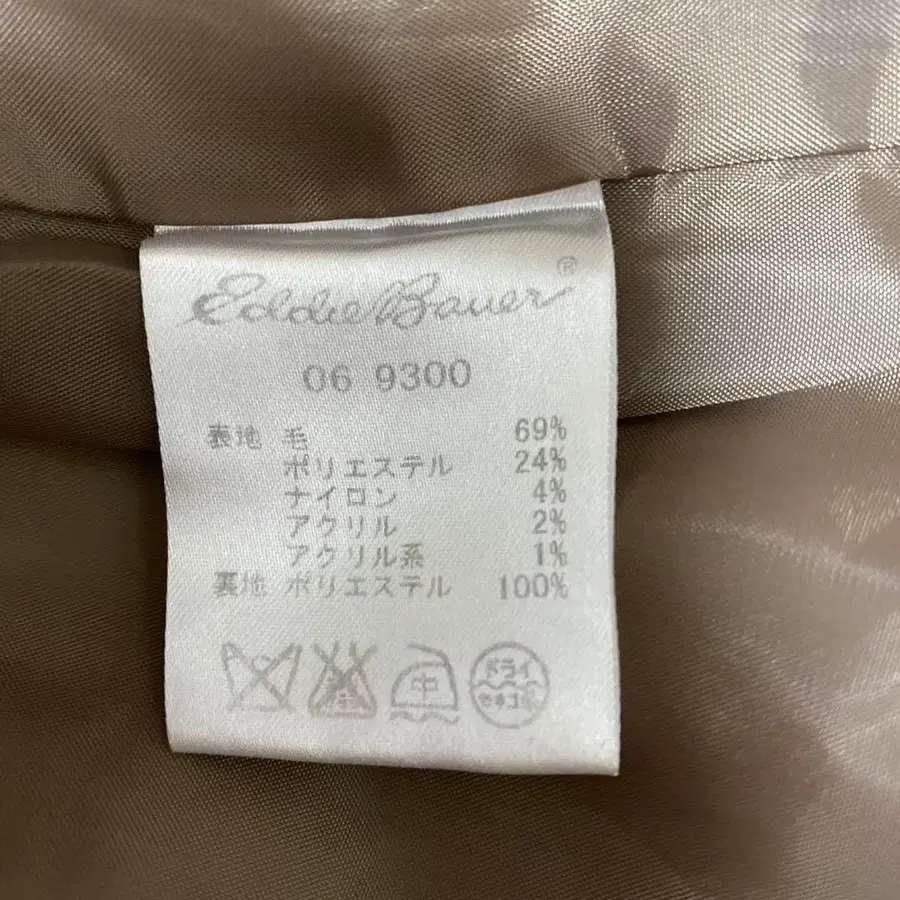 Eddie Bauer®
06 9300
表地 毛 69%
ポリエステル 24%
ナイロン 4%
アクリル 2%
アクリル系 1%
裏地 ポリエステル 100%
中
ドライ
セキユ系